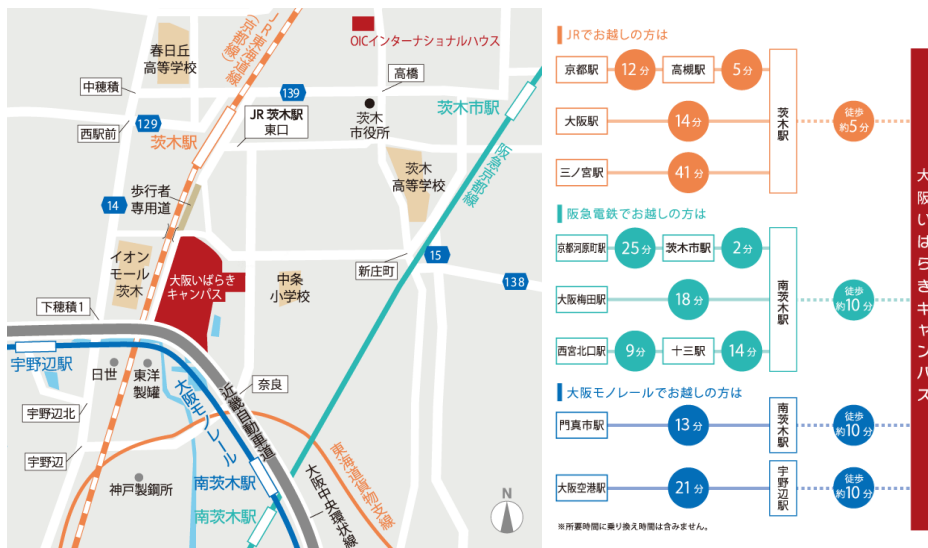 OICインターナショナルハウス
JR東海道線
(京都線)
春日丘
高等学校
中穂積
高橋
139
茨木市駅
129
JR 茨木駅
東口
茨木
市役所
西駅前
茨木駅
阪急京都線
茨木
高等学校
歩行者
専用道
14
15
イオン
モール
茨木
大阪いばらき
キャンパス
中条
小学校
新庄町
138
下穂積1
宇野辺駅
日世
東洋
製罐
奈良
大阪モノレール
近畿自動車道
宇野辺北
宇野辺
神戸製鋼所
南茨木駅
南茨木駅
大阪中央環状線
東海道貨物支線
N
JRでお越しの方は
京都駅
12分
高槻駅
5分
大阪駅
14分
三ノ宮駅
41分
茨木駅
徒歩
約5分
阪急電鉄でお越しの方は
京都河原町駅
25分
茨木市駅
2分
大阪梅田駅
18分
西宮北口駅
9分
十三駅
14分
南茨木駅
徒歩
約10分
大阪モノレールでお越しの方は
門真市駅
13分
南茨木駅
徒歩
約10分
大阪空港駅
21分
宇野辺駅
徒歩
約10分
大阪いばらきキャンパス
※所要時間に乗り換え時間は含みません。